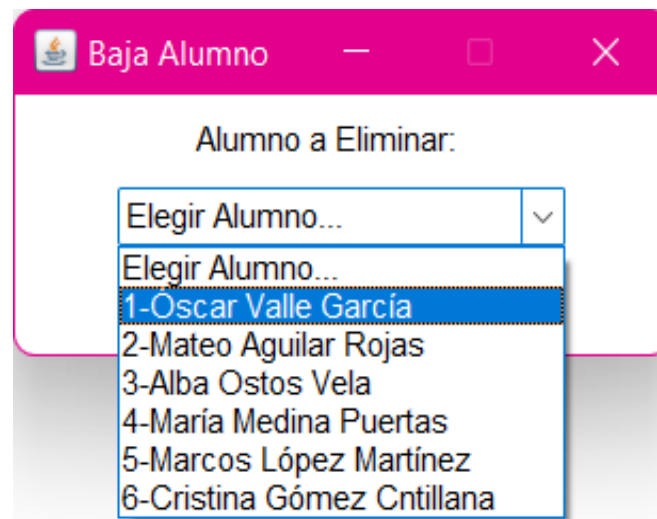 Baja Alumno
Alumno a Eliminar:
Elegir Alumno...
Elegir Alumno...
1-Óscar Valle García
2-Mateo Aguilar Rojas
3-Alba Ostos Vela
4-María Medina Puertas
5-Marcos López Martínez
6-Cristina Gómez Cntillana